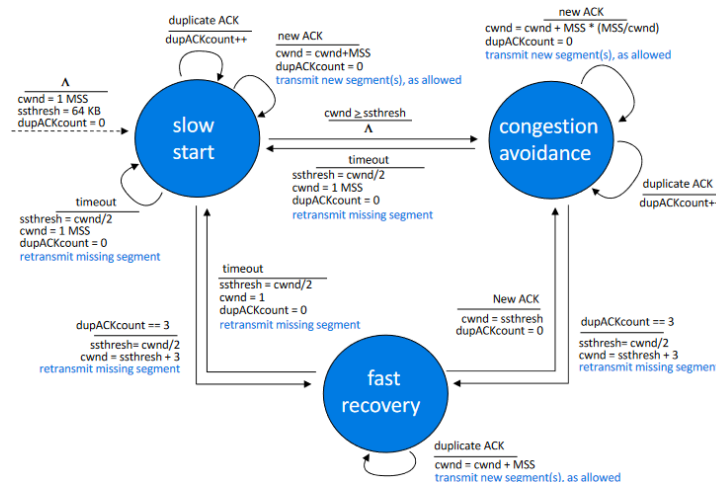 duplicate ACK
dupACKcount++
new ACK
cwnd = cwnd+MSS
dupACKcount = 0
transmit new segment(s), as allowed
new ACK
cwnd = cwnd + MSS * (MSS/cwnd)
dupACKcount = 0
transmit new segment(s), as allowed
Λ
cwnd = 1 MSS
ssthresh = 64 KB
dupACKcount = 0
slow
start
cwnd ≥ ssthresh
Λ
congestion
avoidance
timeout
ssthresh = cwnd/2
cwnd = 1 MSS
dupACKcount = 0
retransmit missing segment
timeout
ssthresh = cwnd/2
cwnd = 1 MSS
dupACKcount = 0
retransmit missing segment
duplicate ACK
dupACKcount++
timeout
ssthresh = cwnd/2
cwnd = 1
dupACKcount = 0
retransmit missing segment
New ACK
cwnd = ssthresh
dupACKcount = 0
dupACKcount == 3
ssthresh= cwnd/2
cwnd = ssthresh + 3
retransmit missing segment
dupACKcount == 3
ssthresh= cwnd/2
cwnd = ssthresh + 3
retransmit missing segment
fast
recovery
duplicate ACK
cwnd = cwnd + MSS
transmit new segment(s), as allowed